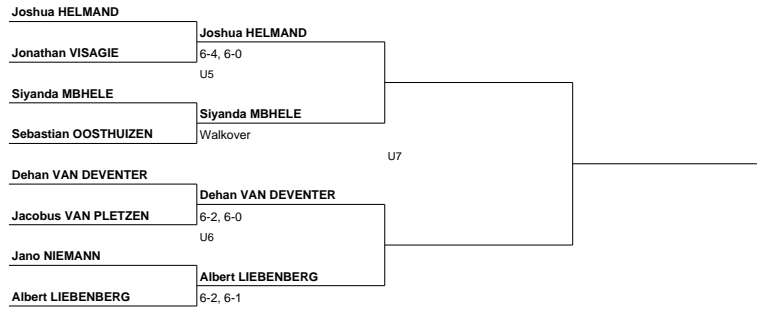 Joshua HELMAND
Joshua HELMAND
Jonathan VISAGIE
6-4, 6-0
U5
Siyanda MBHELE
Siyanda MBHELE
Sebastian OOSTHUIZEN
Walkover
U7
Dehan VAN DEVENTER
Dehan VAN DEVENTER
Jacobus VAN PLETZEN
6-2, 6-0
U6
Jano NIEMANN
Albert LIEBENBERG
Albert LIEBENBERG
6-2, 6-1